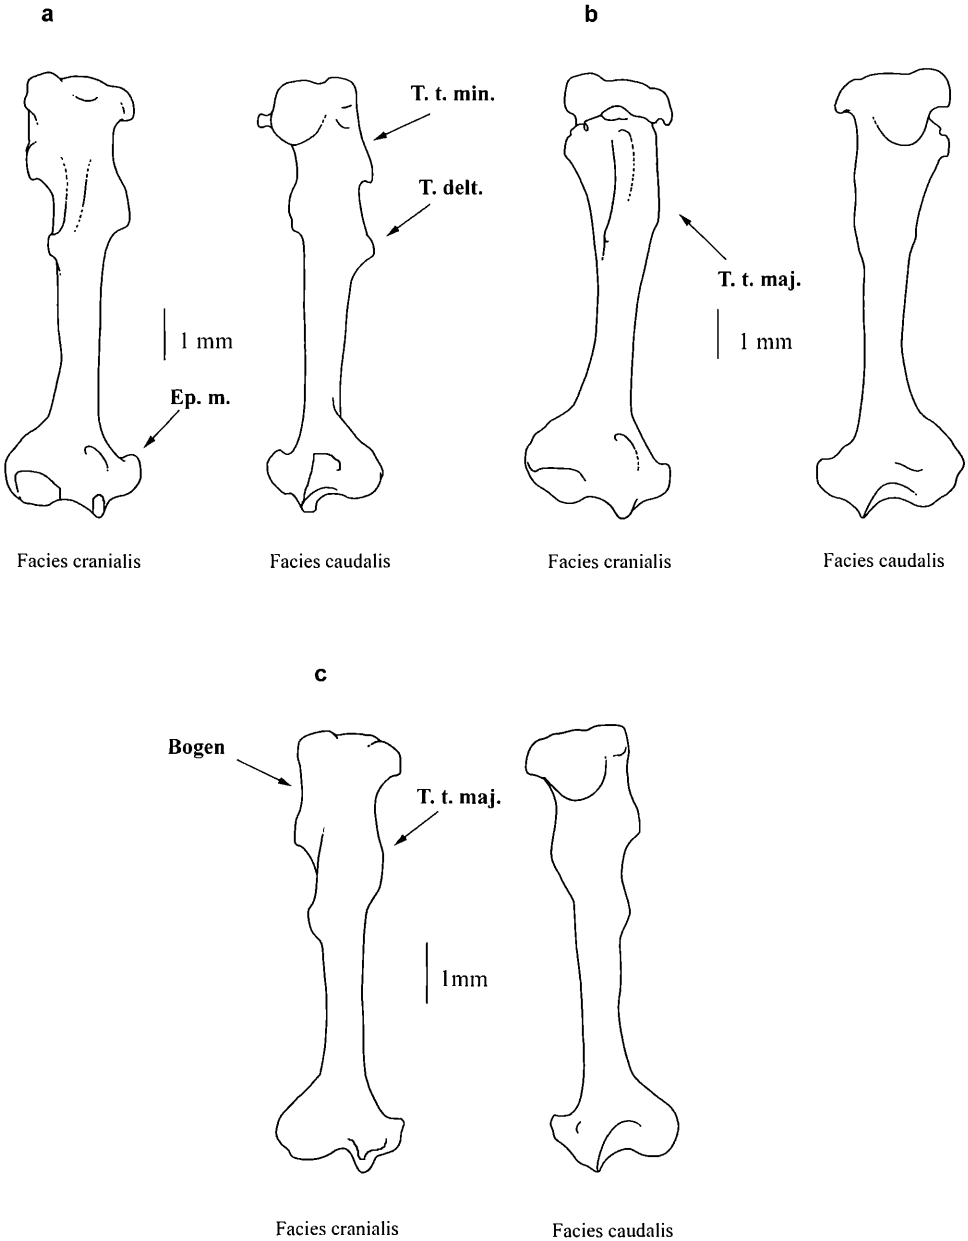 a
b
T. t. min.
T. delt.
T. t. maj.
1 mm
1 mm
Ep. m.
Facies cranialis
Facies caudalis
Facies cranialis
Facies caudalis
c
Bogen
T. t. maj.
1mm
Facies cranialis
Facies caudalis